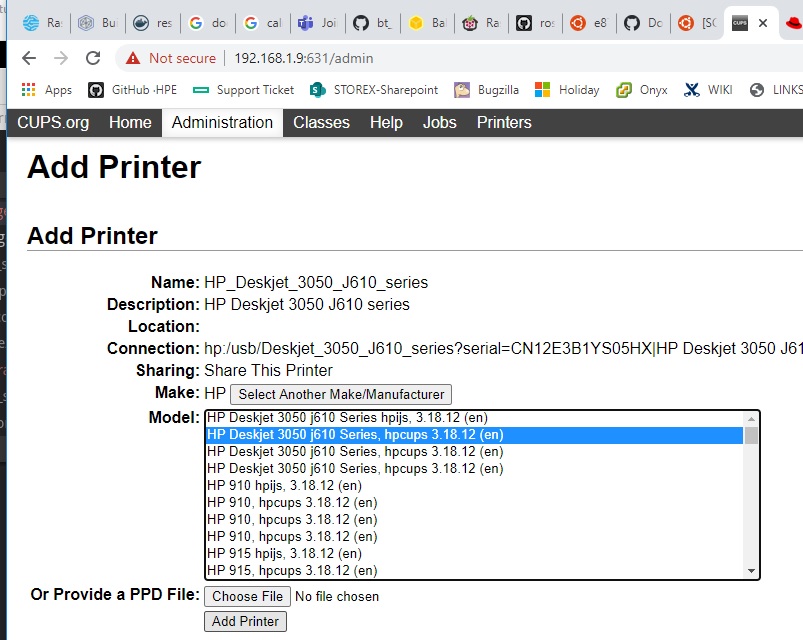 Ras
Bui
res
do
cal
Joi
bt_
Ba
Ra
ros
e8
Do
[SC
CUPS
Not secure
192.168.1.9:631/admin
Apps
GitHub -HPE
Support Ticket
STOREX-Sharepoint
Bugzilla
Holiday
Onyx
WIKI
LINKS
CUPS.org Home Administration Classes Help Jobs Printers
Add Printer
Add Printer
Name: HP_Deskjet_3050_J610_series
Description: HP Deskjet 3050 J610 series
Location:
Connection: hp:/usb/Deskjet_3050_J610_series?serial=CN12E3B1YS05HX|HP Deskjet 3050 J61
Sharing: Share This Printer
Make: HP Select Another Make/Manufacturer
Model: HP Deskjet 3050 j610 Series hpijs, 3.18.12 (en)
HP Deskjet 3050 j610 Series, hpcups 3.18.12 (en)
HP Deskjet 3050 j610 Series, hpcups 3.18.12 (en)
HP Deskjet 3050 j610 Series, hpcups 3.18.12 (en)
HP 910 hpijs, 3.18.12 (en)
HP 910, hpcups 3.18.12 (en)
HP 910, hpcups 3.18.12 (en)
HP 910, hpcups 3.18.12 (en)
HP 915 hpijs, 3.18.12 (en)
HP 915, hpcups 3.18.12 (en)
Or Provide a PPD File: Choose File No file chosen
Add Printer